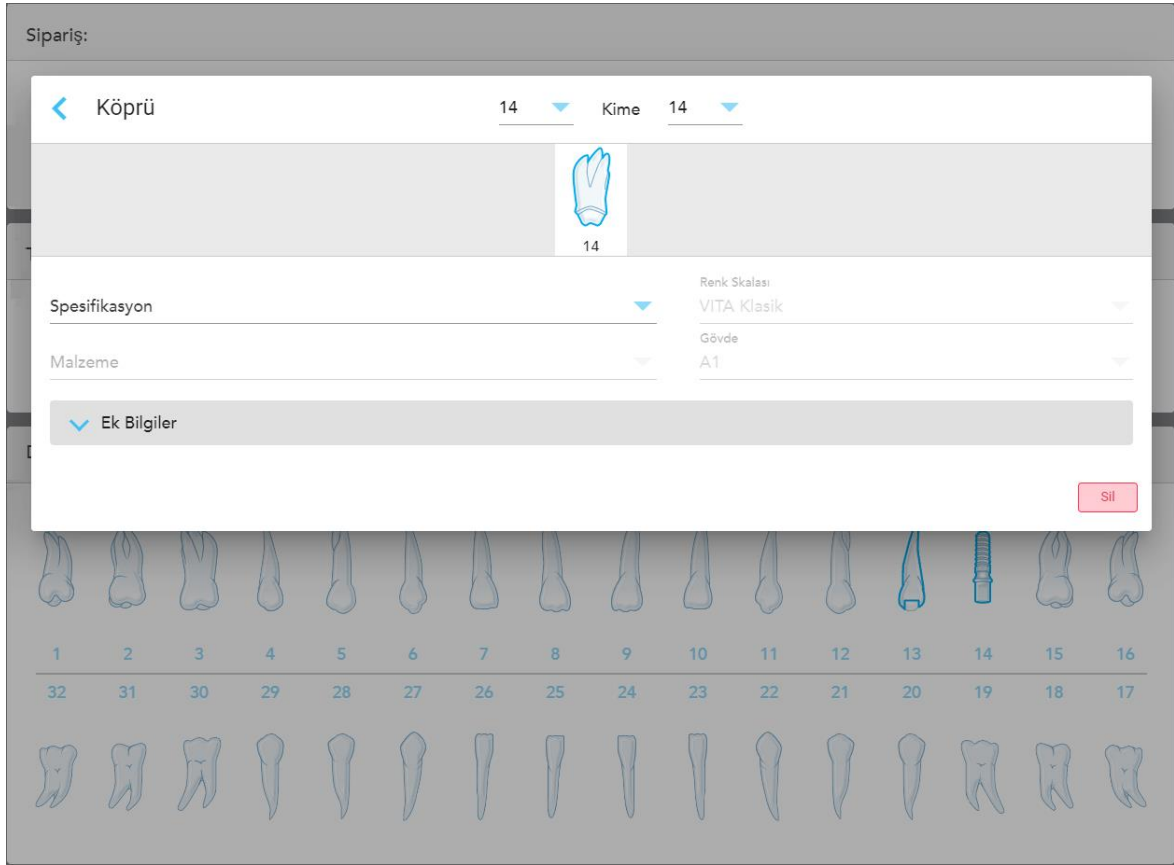 Sipariş:
Köprü 14 Kime 14
14
Spesifikasyon
Renk Skalası
VITA Klasik
Malzeme
Gövde
A1
Ek Bilgiler
Sil
1 2 3 4 5 6 7 8 9 10 11 12 13 14 15 16
32 31 30 29 28 27 26 25 24 23 22 21 20 19 18 17